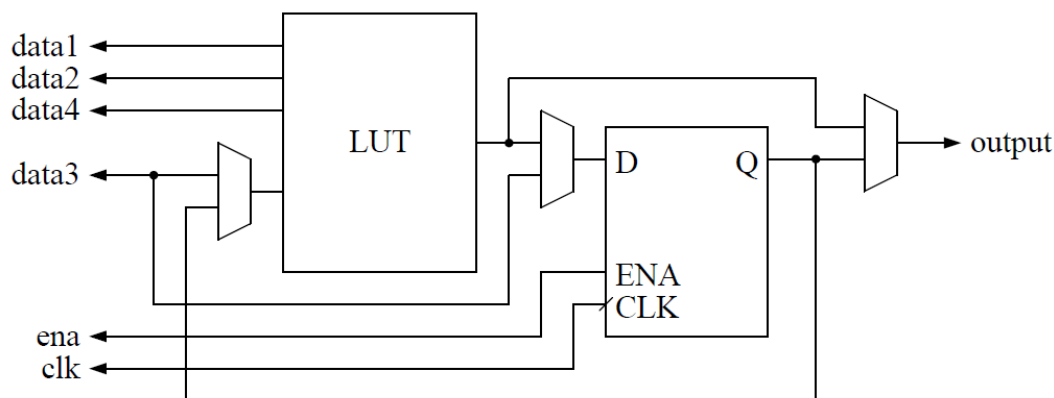 data1
data2
data4
data3
LUT
D
Q
ENA
CLK
output
ena
clk